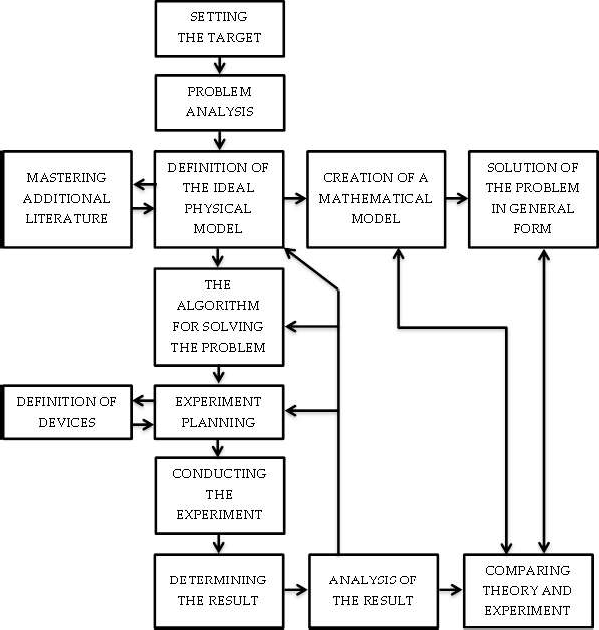 SETTING
THE TARGET
PROBLEM
ANALYSIS
MASTERING
ADDITIONAL
LITERATURE
DEFINITION OF
THE IDEAL
PHYSICAL
MODEL
CREATION OF A
MATHEMATICAL
MODEL
SOLUTION OF
THE PROBLEM
IN GENERAL
FORM
THE
ALGORITHM
FOR SOLVING
THE PROBLEM
DEFINITION OF
DEVICES
EXPERIMENT
PLANNING
CONDUCTING
THE
EXPERIMENT
DETERMINING
THE RESULT
ANALYSIS OF
THE RESULT
COMPARING
THEORY AND
EXPERIMENT